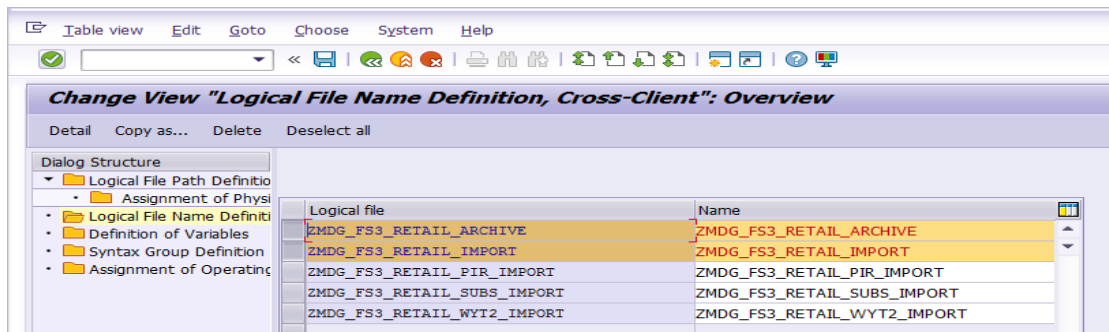 Table view Edit Goto Choose System Help
Change View "Logical File Name Definition, Cross-Client": Overview
Detail Copy as... Delete Deselect all
Dialog Structure
Logical File Path Definitio
Assignment of Physi
Logical File Name Definiti
Definition of Variables
Syntax Group Definition
Assignment of Operating
Logical file Name
ZMDG_FS3_RETAIL_ARCHIVE ZMDG_FS3_RETAIL_ARCHIVE
ZMDG_FS3_RETAIL_IMPORT ZMDG_FS3_RETAIL_IMPORT
ZMDG_FS3_RETAIL_PIR_IMPORT ZMDG_FS3_RETAIL_PIR_IMPORT
ZMDG_FS3_RETAIL_SUBS_IMPORT ZMDG_FS3_RETAIL_SUBS_IMPORT
ZMDG_FS3_RETAIL_WYT2_IMPORT ZMDG_FS3_RETAIL_WYT2_IMPORT